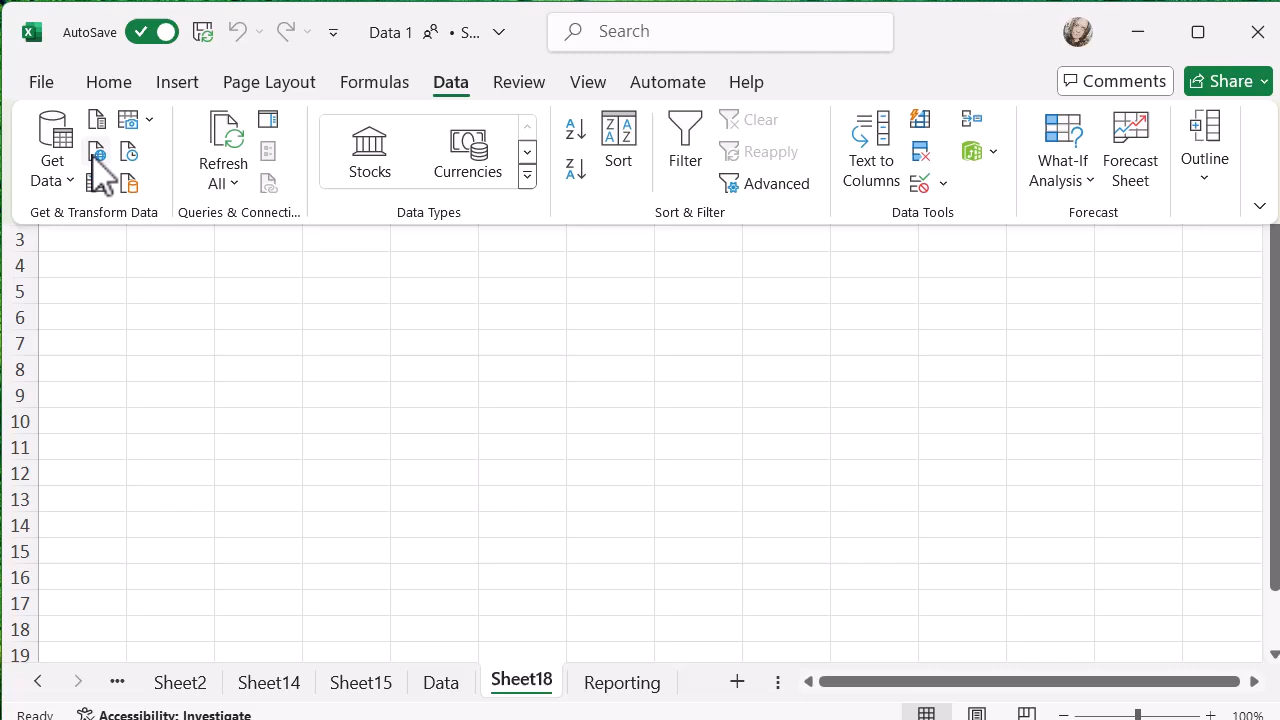 AutoSave
Data 1 • S...
Search
File Home Insert Page Layout Formulas Data Review View Automate Help
Comments
Share
Get
Data
Get & Transform Data
Refresh
All
Queries & Connecti...
Stocks
Currencies
Data Types
A
Z
Z
A
Z A
A Z
Sort
Filter
Clear
Reapply
Advanced
Sort & Filter
Text to
Columns
Data Tools
What-If
Analysis
Forecast
Sheet
Forecast
Outline
3
4
5
6
7
8
9
10
11
12
13
14
15
16
17
18
19
Sheet2 Sheet14 Sheet15 Data Sheet18 Reporting
Ready
Accessibility: Investigate
100%